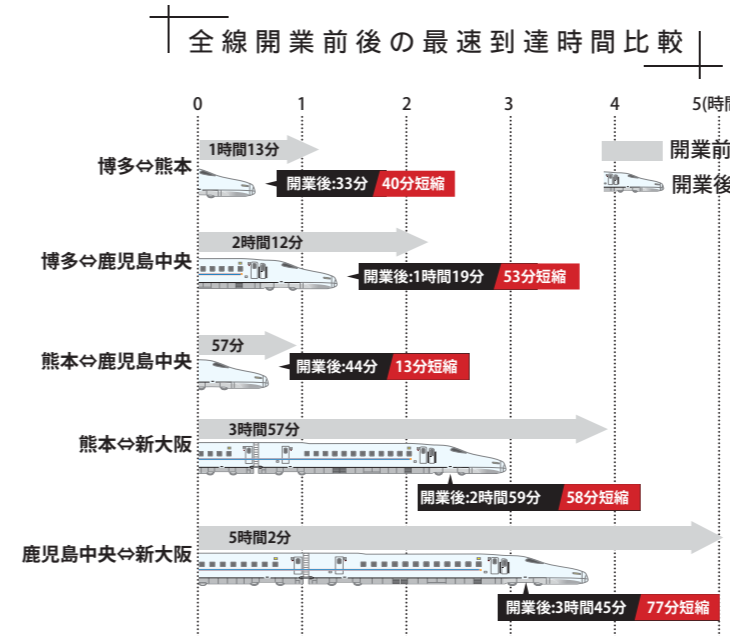 全線開業前後の最速到達時間比較
0 1 2 3 4 5(時間
開業前
開業後
博多⇔熊本
1時間13分
開業後:33分 40分短縮
博多⇔鹿児島中央
2時間12分
開業後:1時間19分 53分短縮
熊本⇔鹿児島中央
57分
開業後:44分 13分短縮
熊本⇔新大阪
3時間57分
開業後:2時間59分 58分短縮
鹿児島中央⇔新大阪
5時間2分
開業後:3時間45分 77分短縮